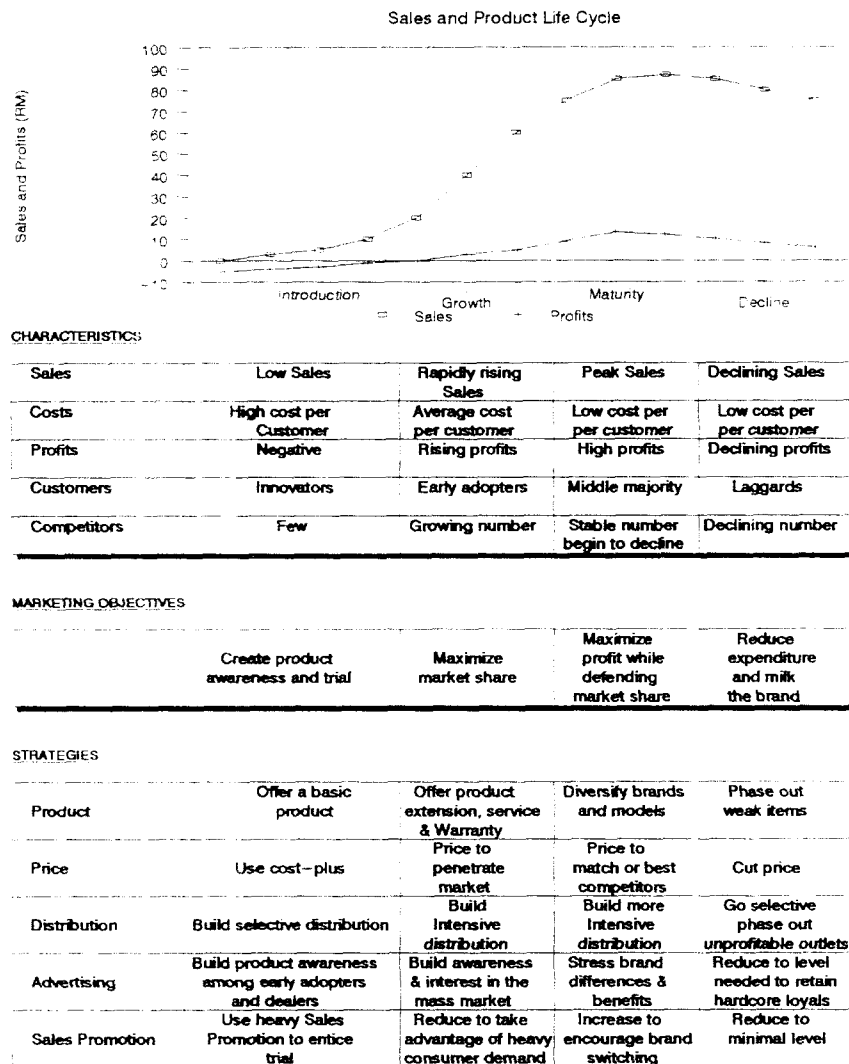 Sales and Product Life Cycle
Sales and Profits (RM)
100
90
80
70
60
50
40
30
20
10
0
-10
Introduction Growth Maturity Decline
Sales Profits
CHARACTERISTICS
Sales Low Sales Rapidly rising Peak Sales Declining Sales
Sales
Costs High cost per Average cost Low cost per Low cost per
Customer per customer per customer per customer
Profits Negative Rising profits High profits Declining profits
Customers Innovators Early adopters Middle majority Laggards
Competitors Few Growing number Stable number Declining number
begin to decline
MARKETING OBJECTIVES
Maximize Reduce
Create product Maximize profit while expenditure
awareness and trial market share defending and milk
market share the brand
STRATEGIES
Offer a basic Offer product Diversify brands Phase out
Product product extension, service and models weak items
& Warranty
Price to Price to
Price Use cost-plus penetrate match or best Cut price
market competitors
Build Build more Go selective
Distribution Build selective distribution Intensive Intensive phase out
distribution distribution unprofitable outlets
Build product awareness Build awareness Stress brand Reduce to level
Advertising among early adopters & interest in the differences & needed to retain
and dealers mass market benefits hardcore loyals
Use heavy Sales Reduce to take Increase to Reduce to
Sales Promotion Promotion to entice advantage of heavy encourage brand minimal level
trial consumer demand switching